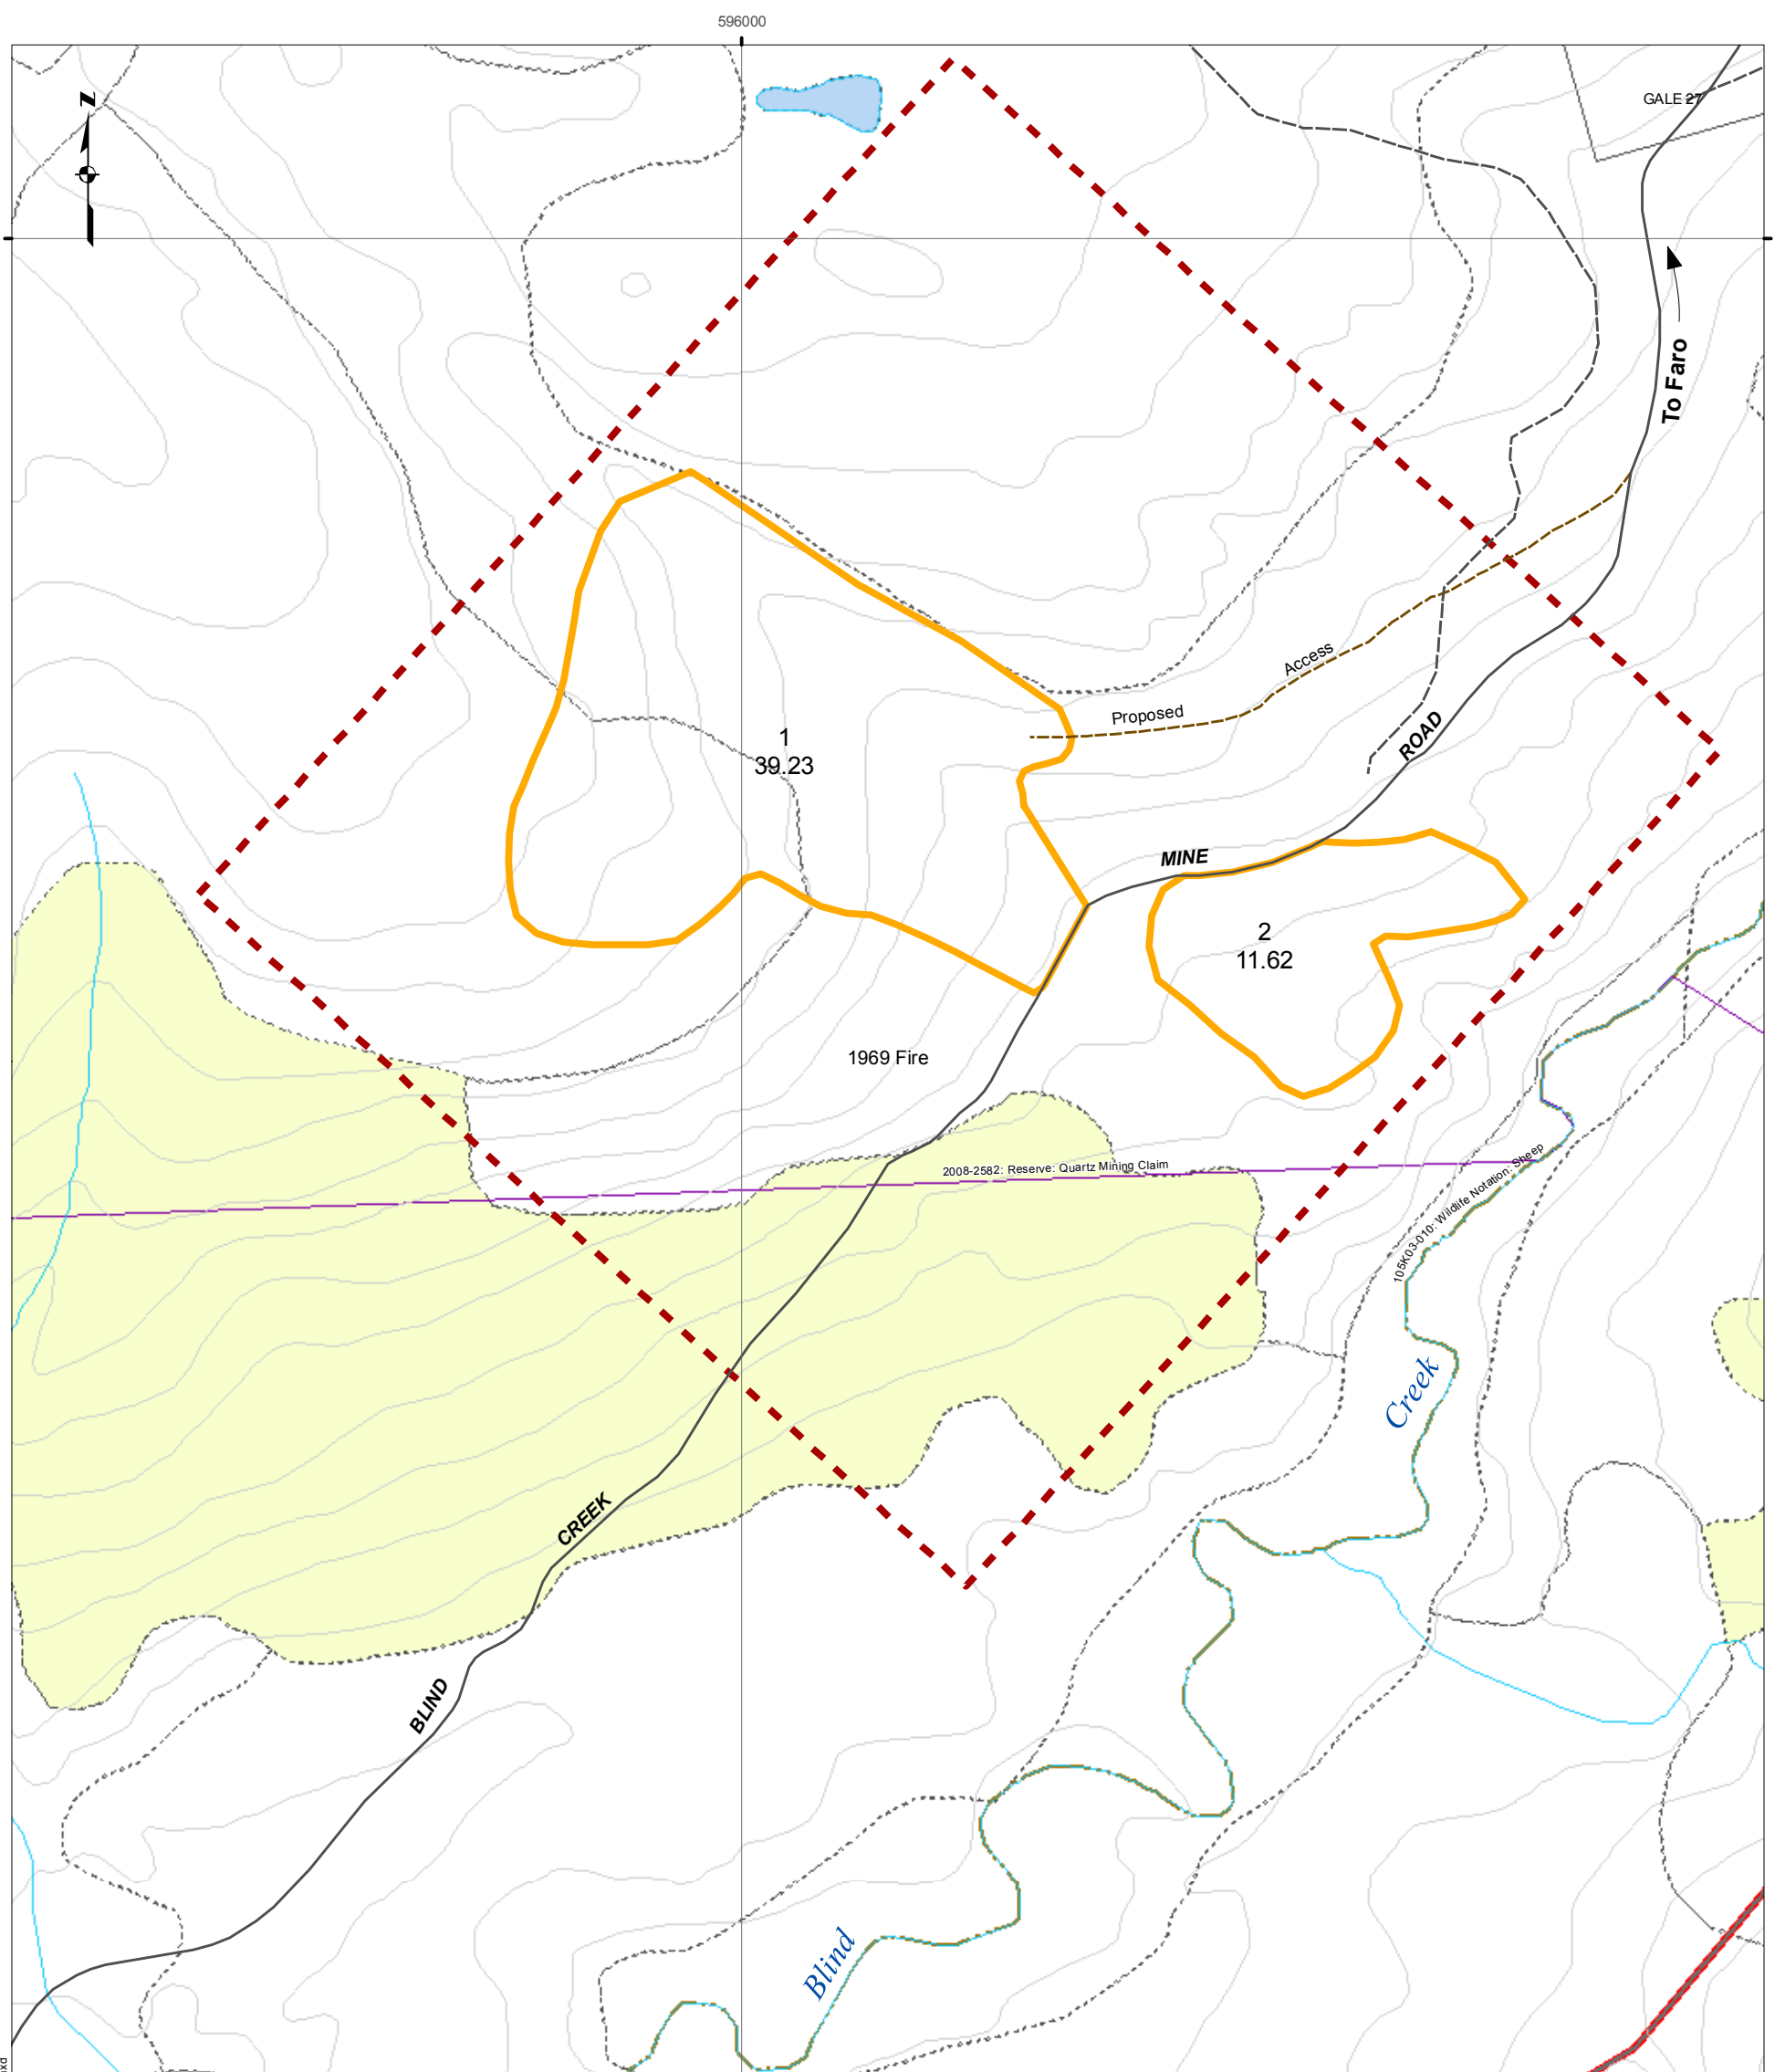 596000
N
GALE 27
To Faro
Access
Proposed
ROAD
1
39.23
MINE
2
11.62
1969 Fire
2008-2582: Reserve: Quartz Mining Claim
105K03-010: Wildlife Notation: Sheep
Creek
CREEK
BLIND
Blind
xd